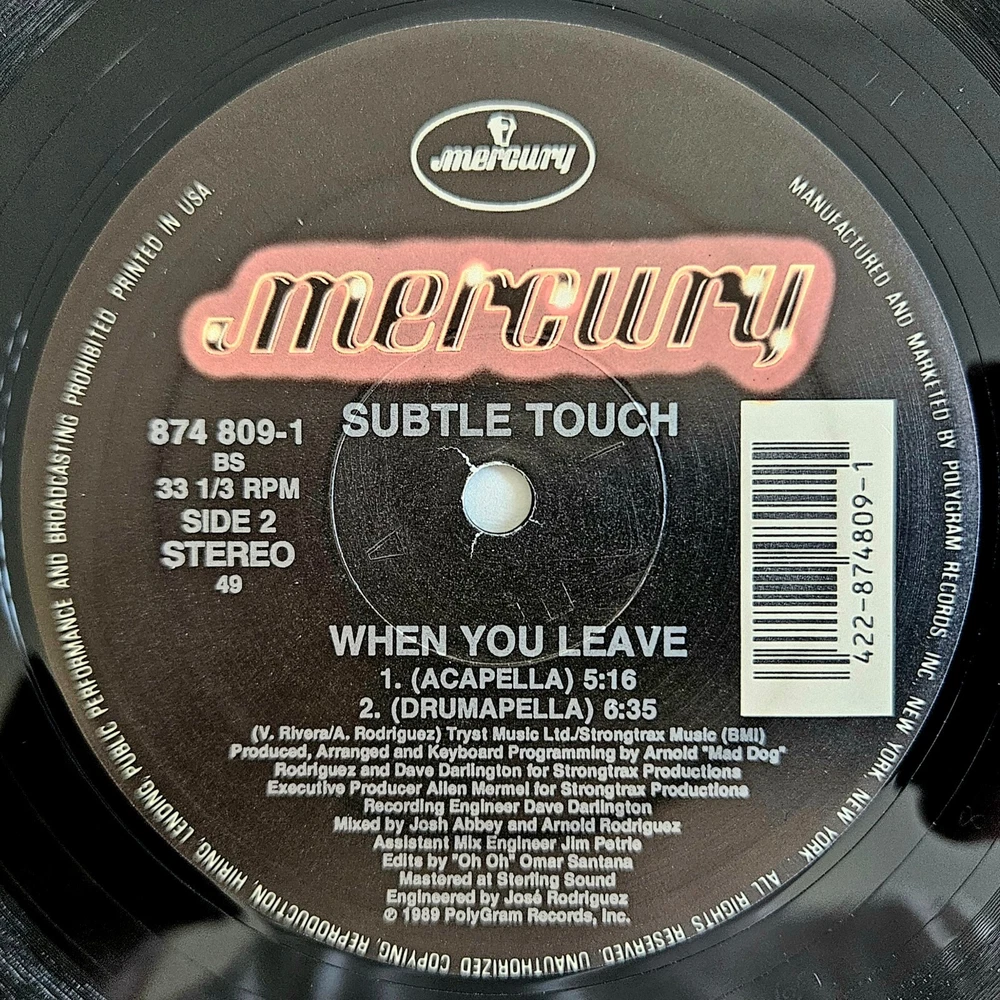 mercury
mercury
SUBTLE TOUCH
874 809-1
BS
33 1/3 RPM
SIDE 2
STEREO
49
422-874809-1
WHEN YOU LEAVE
1. (ACAPELLA) 5:16
2. (DRUMAPELLA) 6:35
(V. Rivera/A. Rodriguez) Tryst Music Ltd./Strongtrax Music (BMI)
Produced, Arranged and Keyboard Programming by Arnold "Mad Dog"
Rodriguez and Dave Darlington for Strongtrax Productions
Executive Producer Allen Mermel for Strongtrax Productions
Recording Engineer Dave Darlington
Mixed by Josh Abbey and Arnold Rodriguez
Assistant Mix Engineer Jim Petrie
Edits by "Oh Oh" Omar Santana
Mastered at Sterling Sound
Engineered by José Rodriguez
© 1989 PolyGram Records, Inc.
MANUFACTURED AND MARKETED BY POLYGRAM RECORDS, INC. NEW YORK, NEW YORK. ALL RIGHTS RESERVED. UNAUTHORIZED COPYING, REPRODUCTION HIRING, LENDING, PUBLIC PERFORMANCE AND BROADCASTING PROHIBITED. PRINTED IN USA.